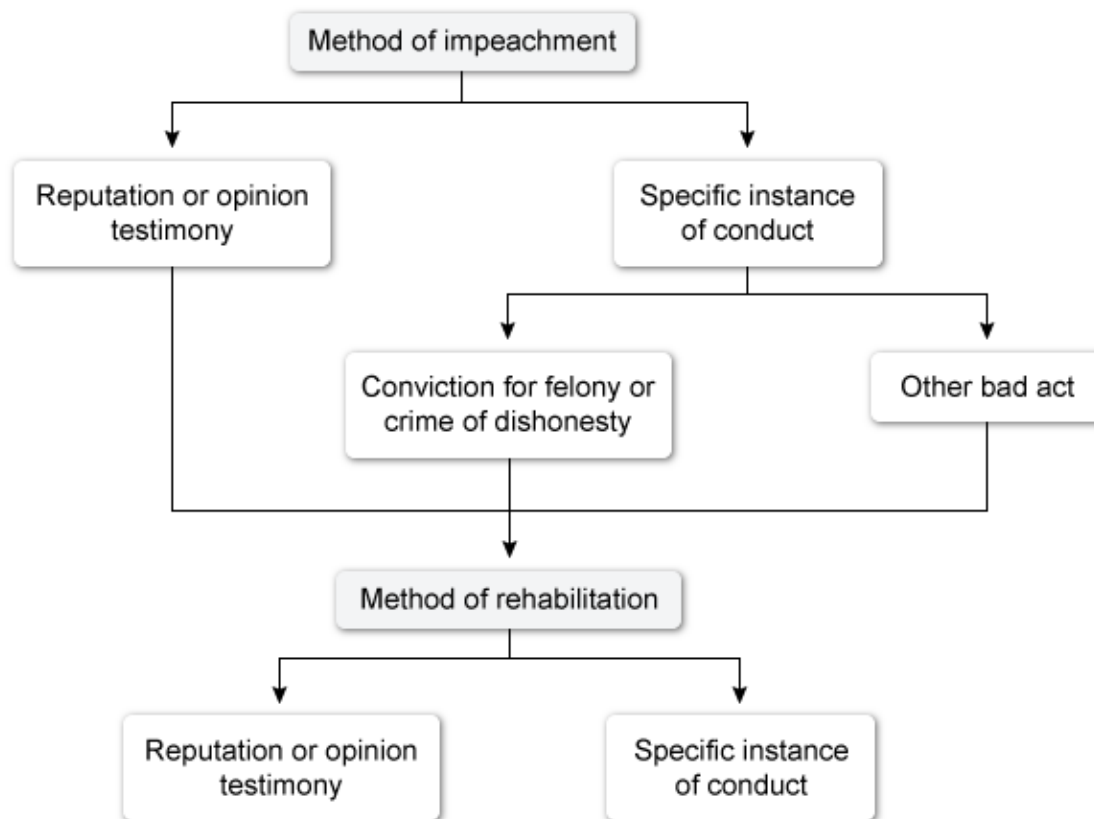 Method of impeachment
Reputation or opinion
testimony
Specific instance
of conduct
Conviction for felony or
crime of dishonesty
Other bad act
Method of rehabilitation
Reputation or opinion
testimony
Specific instance
of conduct